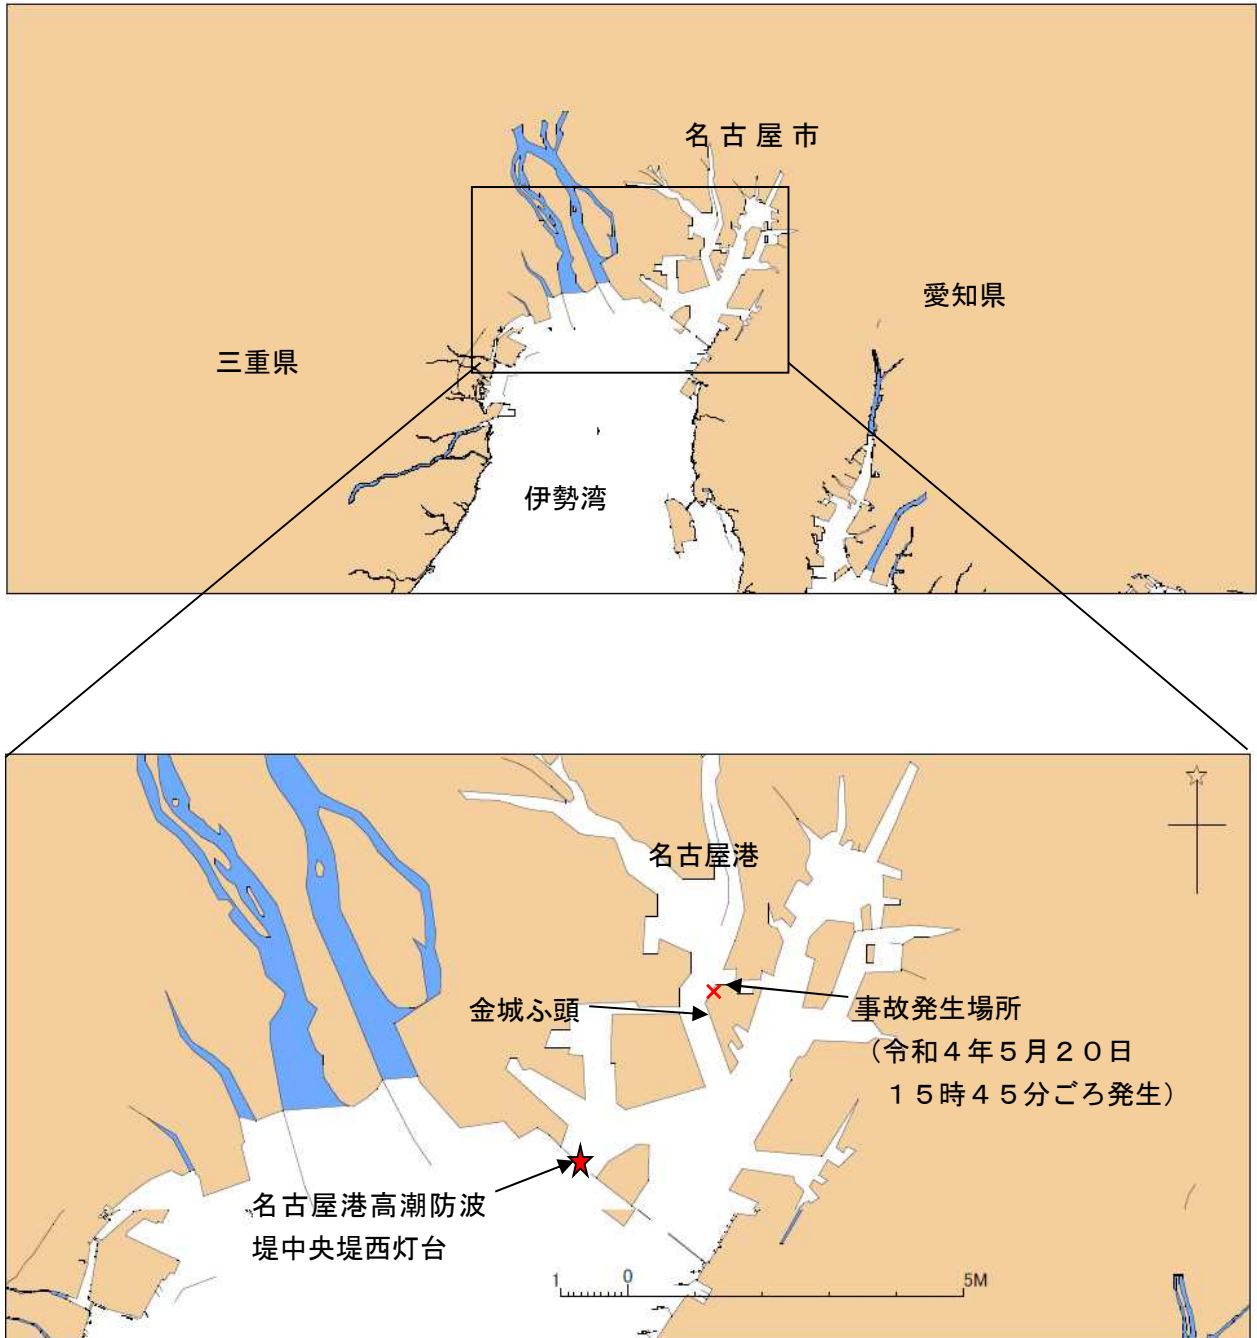 名古屋市
愛知県
三重県
伊勢湾
名古屋港
金城ふ頭
事故発生場所
（令和４年５月２０日
１５時４５分ごろ発生）
名古屋港高潮防波
堤中央堤西灯台
1 0 5M